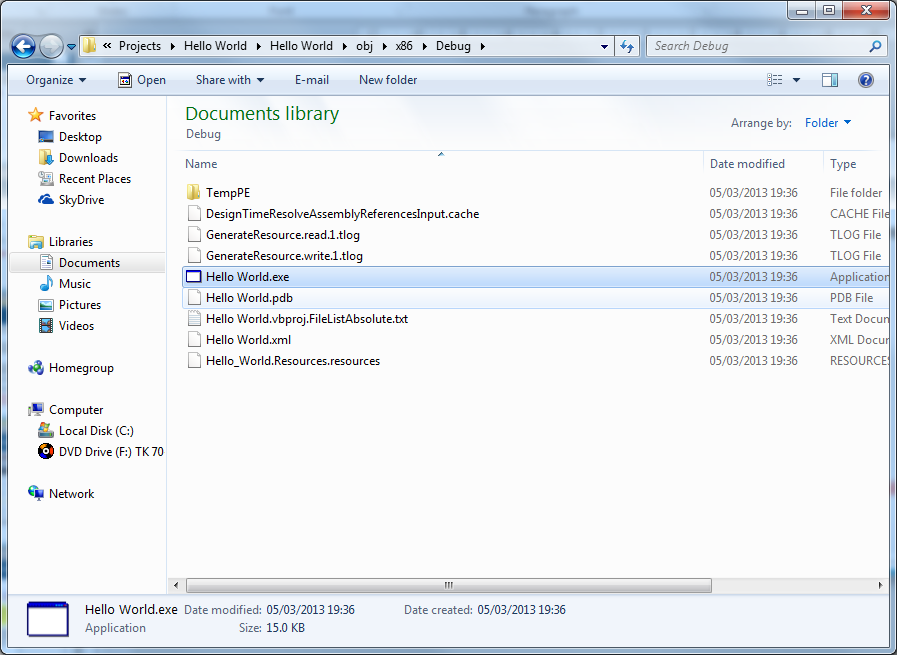 « Projects Hello World Hello World obj x86 Debug
Search Debug
Organize Open Share with E-mail New folder
Documents library
Debug
Arrange by: Folder
Name Date modified Type
Favorites
Desktop
Downloads
Recent Places
SkyDrive
Libraries
Documents
Music
Pictures
Videos
Homegroup
Computer
Local Disk (C:)
DVD Drive (F:) TK 70
Network
TempPE 05/03/2013 19:36 File folder
DesignTimeResolveAssemblyReferencesInput.cache 05/03/2013 19:36 CACHE File
GenerateResource.read.1.tlog 05/03/2013 19:36 TLOG File
GenerateResource.write.1.tlog 05/03/2013 19:36 TLOG File
Hello World.exe 05/03/2013 19:36 Application
Hello World.pdb 05/03/2013 19:36 PDB File
Hello World.vbproj.FileListAbsolute.txt 05/03/2013 19:36 Text Docun
Hello World.xml 05/03/2013 19:36 XML Docur
Hello_World.Resources.resources 05/03/2013 19:36 RESOURCES
Hello World.exe Date modified: 05/03/2013 19:36 Date created: 05/03/2013 19:36
Application Size: 15.0 KB